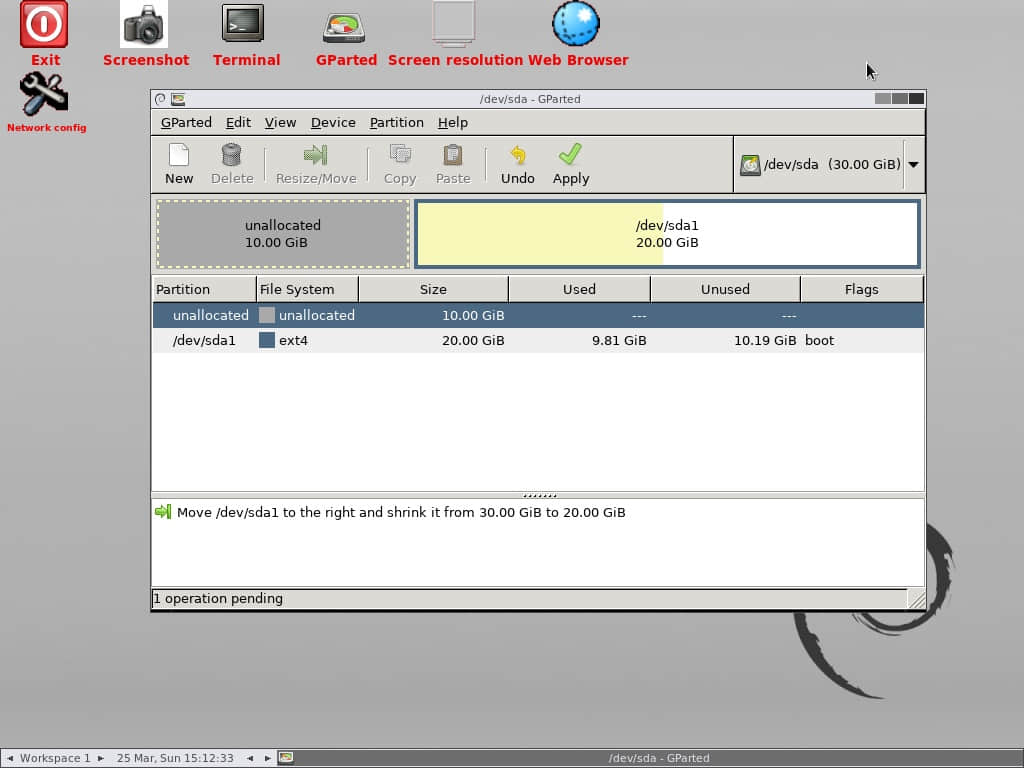 Exit
Screenshot
Terminal
GParted
Screen resolution
Web Browser
Network config
/dev/sda - GParted
GParted Edit View Device Partition Help
New Delete Resize/Move Copy Paste Undo Apply
/dev/sda (30.00 GiB)
unallocated
10.00 GiB
/dev/sda1
20.00 GiB
Partition File System Size Used Unused Flags
unallocated unallocated 10.00 GiB --- ---
/dev/sda1 ext4 20.00 GiB 9.81 GiB 10.19 GiB boot
Move /dev/sda1 to the right and shrink it from 30.00 GiB to 20.00 GiB
1 operation pending
Workspace 1 25 Mar, Sun 15:12:33 /dev/sda - GParted